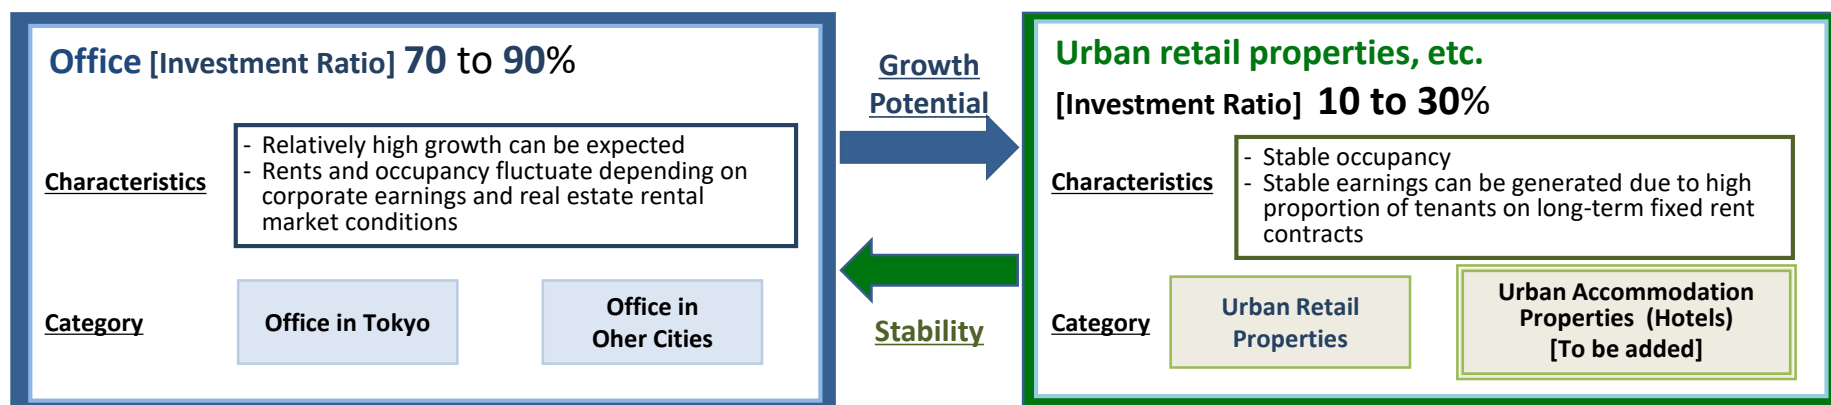 Office [Investment Ratio] 70 to 90%
Characteristics
- Relatively high growth can be expected
- Rents and occupancy fluctuate depending on
corporate earnings and real estate rental
market conditions
Category
Office in Tokyo
Office in
Oher Cities
Growth
Potential
Stability
Urban retail properties, etc.
[Investment Ratio] 10 to 30%
Characteristics
- Stable occupancy
- Stable earnings can be generated due to high
proportion of tenants on long-term fixed rent
contracts
Category
Urban Retail
Properties
Urban Accommodation
Properties (Hotels)
[To be added]